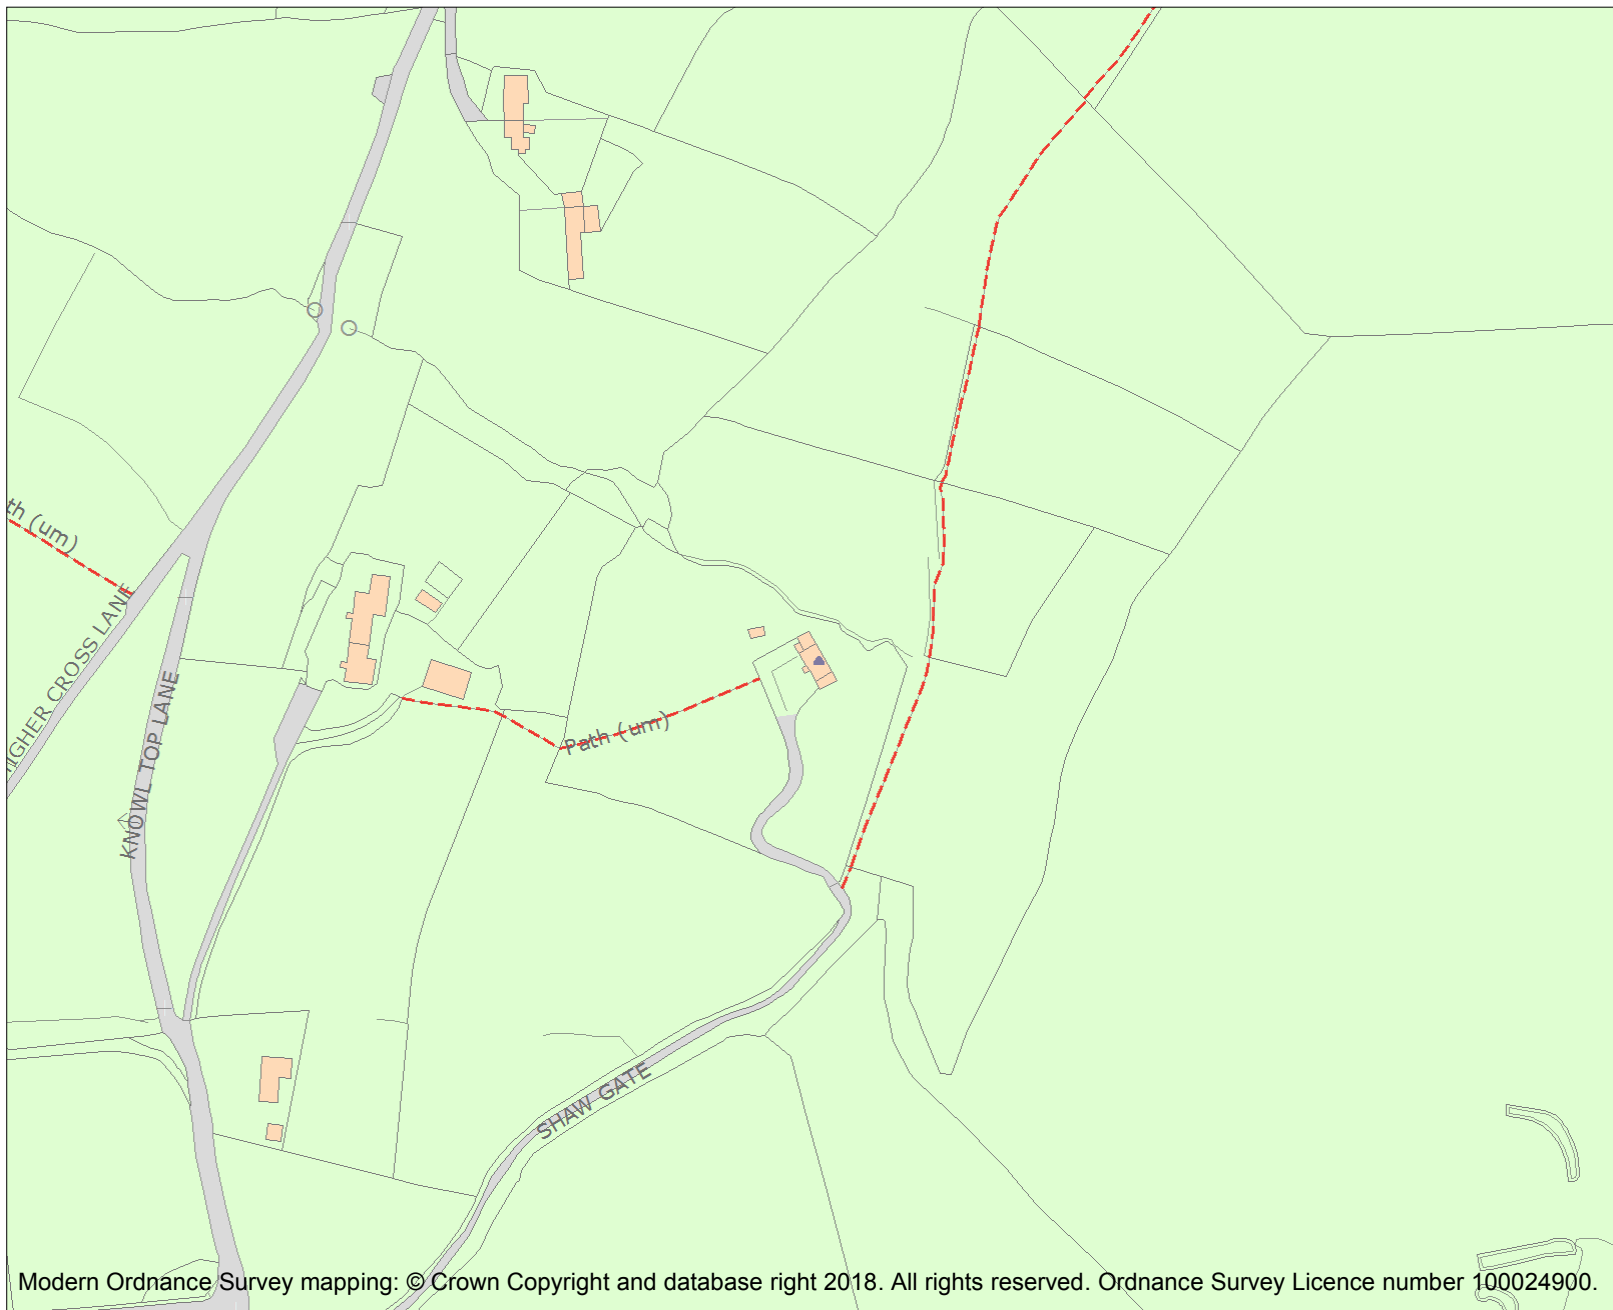 th (um)
HIGHER CROSS LANE
KNOWL TOP LANE
Path (um)
SHAW GATE
Modern Ordnance Survey mapping: © Crown Copyright and database right 2018. All rights reserved. Ordnance Survey Licence number 100024900.